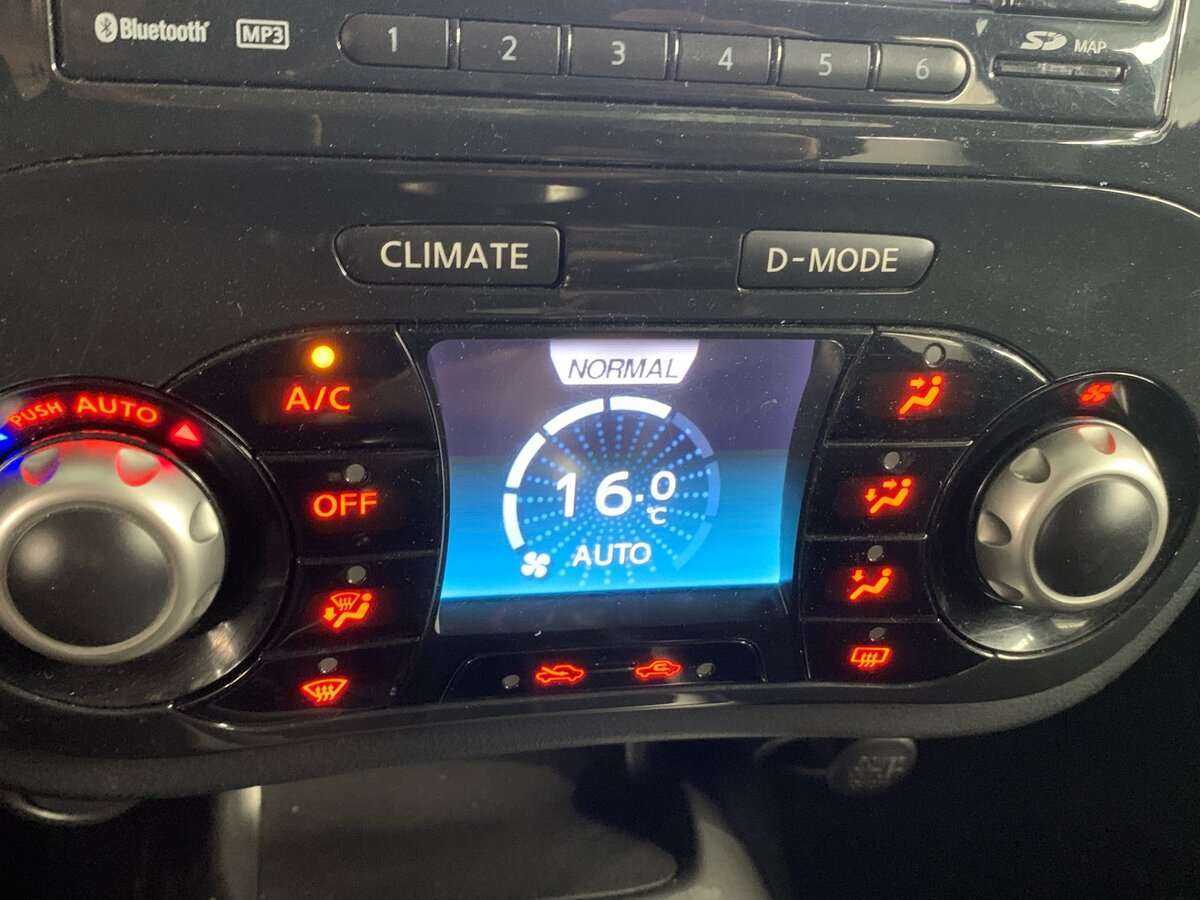 Bluetooth MP3 1 2 3 4 5 6 SD MAP
CLIMATE D-MODE
NORMAL
A/C
PUSH AUTO
OFF
16.0
°C
AUTO